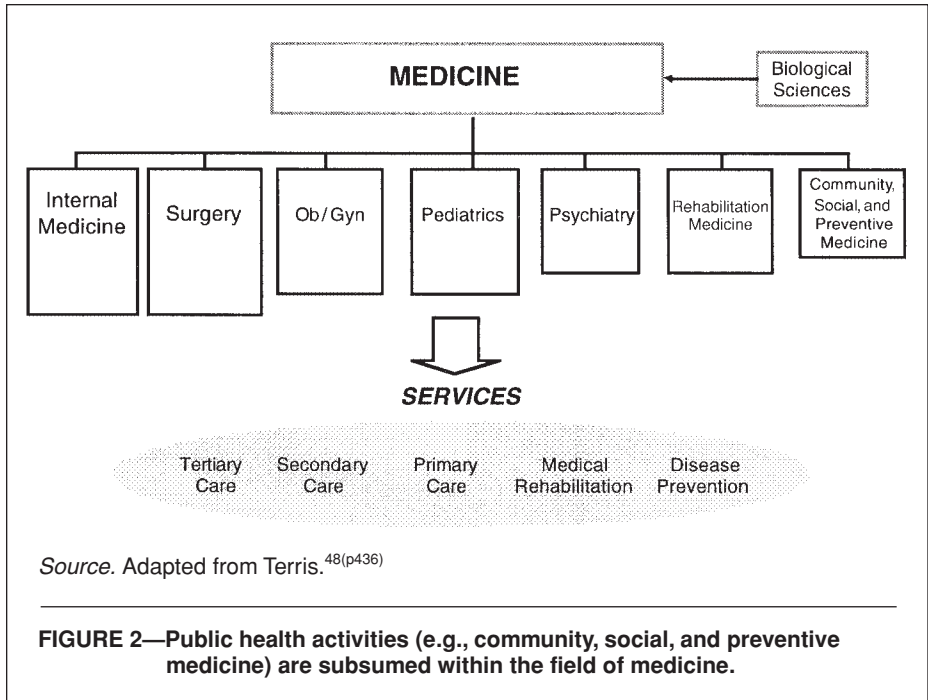 MEDICINE
Biological
Sciences
Internal
Medicine
Surgery
Ob/Gyn
Pediatrics
Psychiatry
Rehabilitation
Medicine
Community,
Social, and
Preventive
Medicine
SERVICES
Tertiary
Care
Secondary
Care
Primary
Care
Medical
Rehabilitation
Disease
Prevention
Source. Adapted from Terris.48(p436)
FIGURE 2—Public health activities (e.g., community, social, and preventive
medicine) are subsumed within the field of medicine.